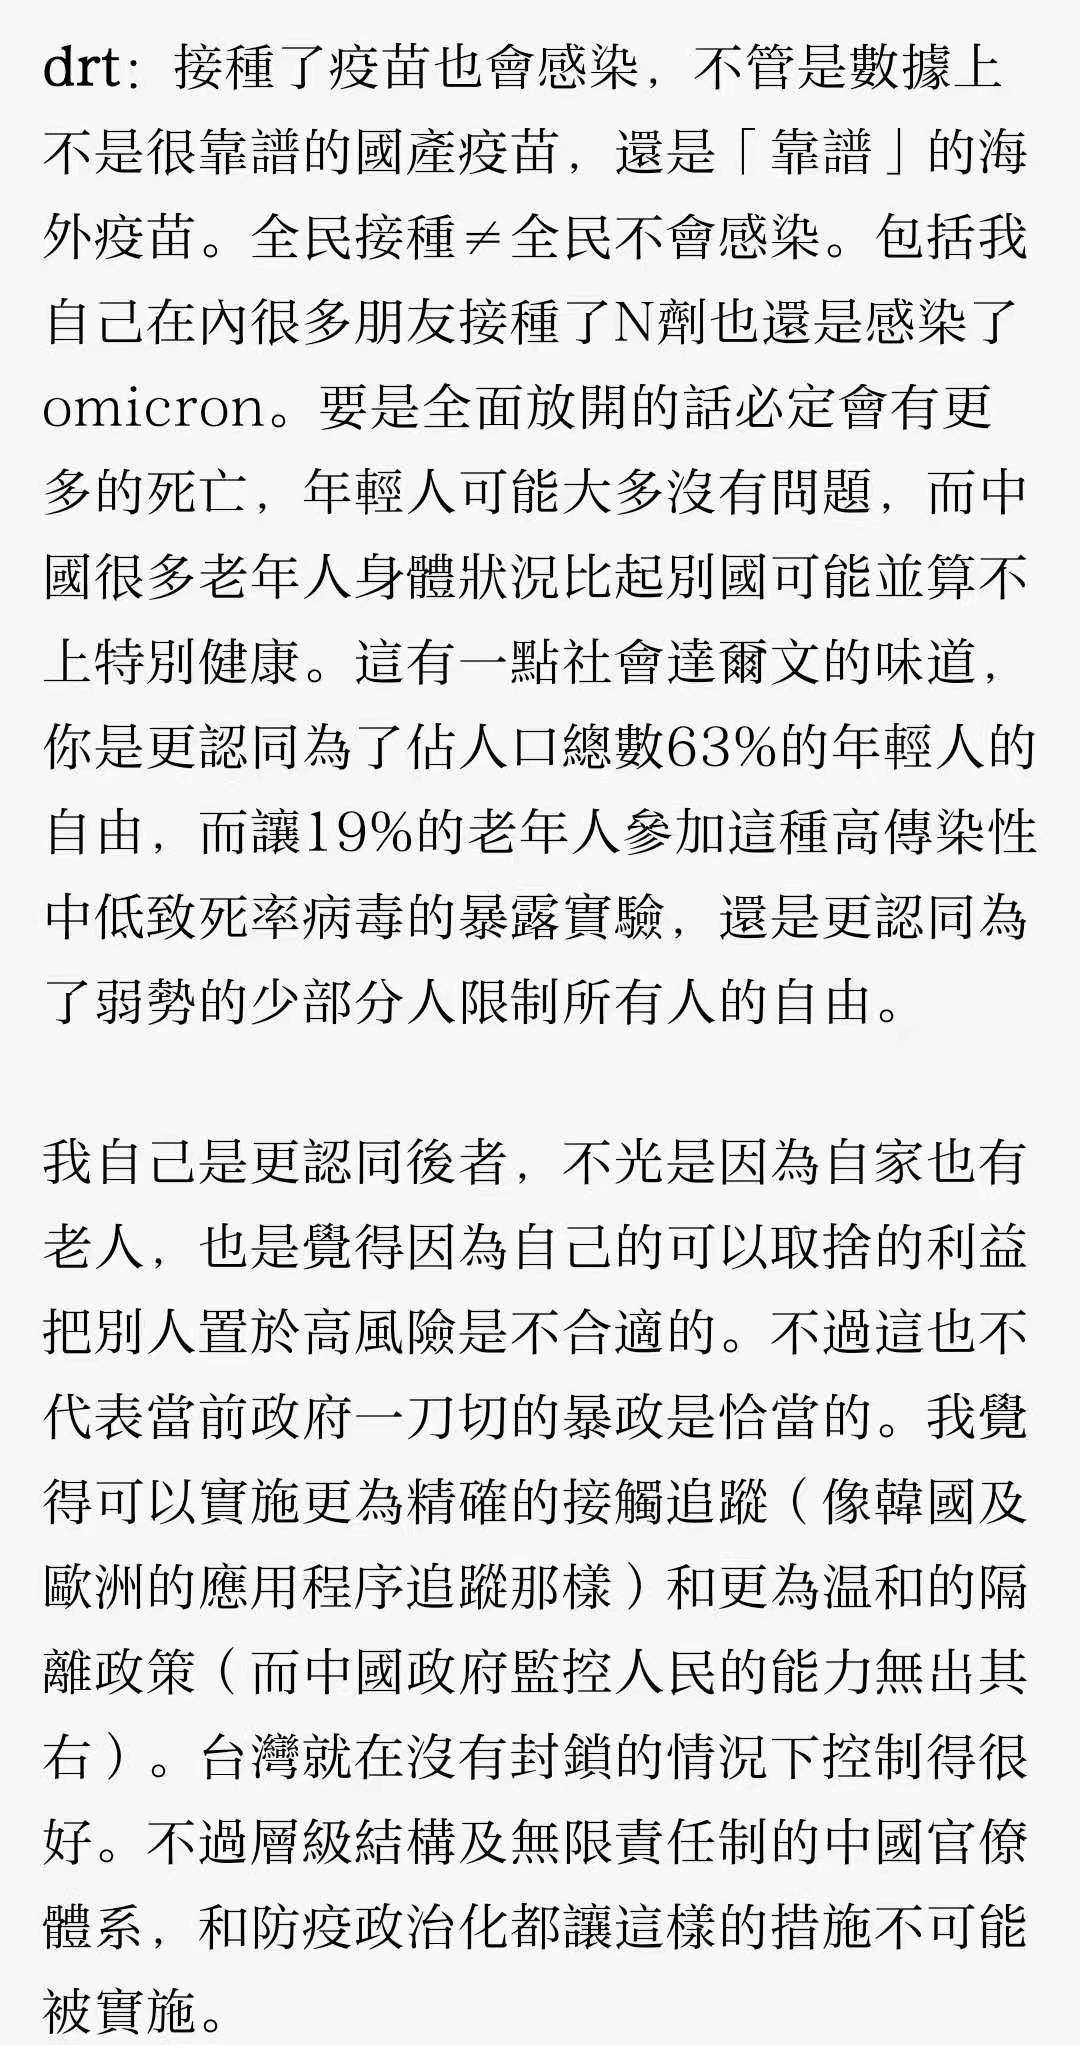 drt：接種了疫苗也會感染，不管是數據上
不是很靠譜的國產疫苗，還是「靠譜」的海
外疫苗。全民接種≠全民不會感染。包括我
自己在內很多朋友接種了N劑也還是感染了
omicron。要是全面放開的話必定會有更
多的死亡，年輕人可能大多沒有問題，而中
國很多老年人身體狀況比起別國可能並算不
上特別健康。這有一點社會達爾文的味道，
你是更認同為了佔人口總數63%的年輕人的
自由，而讓19%的老年人參加這種高傳染性
中低致死率病毒的暴露實驗，還是更認同為
了弱勢的少部分人限制所有人的自由。
我自己是更認同後者，不光是因為自家也有
老人，也是覺得因為自己的可以取捨的利益
把別人置於高風險是不合適的。不過這也不
代表當前政府一刀切的暴政是恰當的。我覺
得可以實施更為精確的接觸追蹤（像韓國及
歐洲的應用程序追蹤那樣）和更為温和的隔
離政策（而中國政府監控人民的能力無出其
右）。台灣就在沒有封鎖的情況下控制得很
好。不過層級結構及無限責任制的中國官僚
體系，和防疫政治化都讓這樣的措施不可能
被實施。